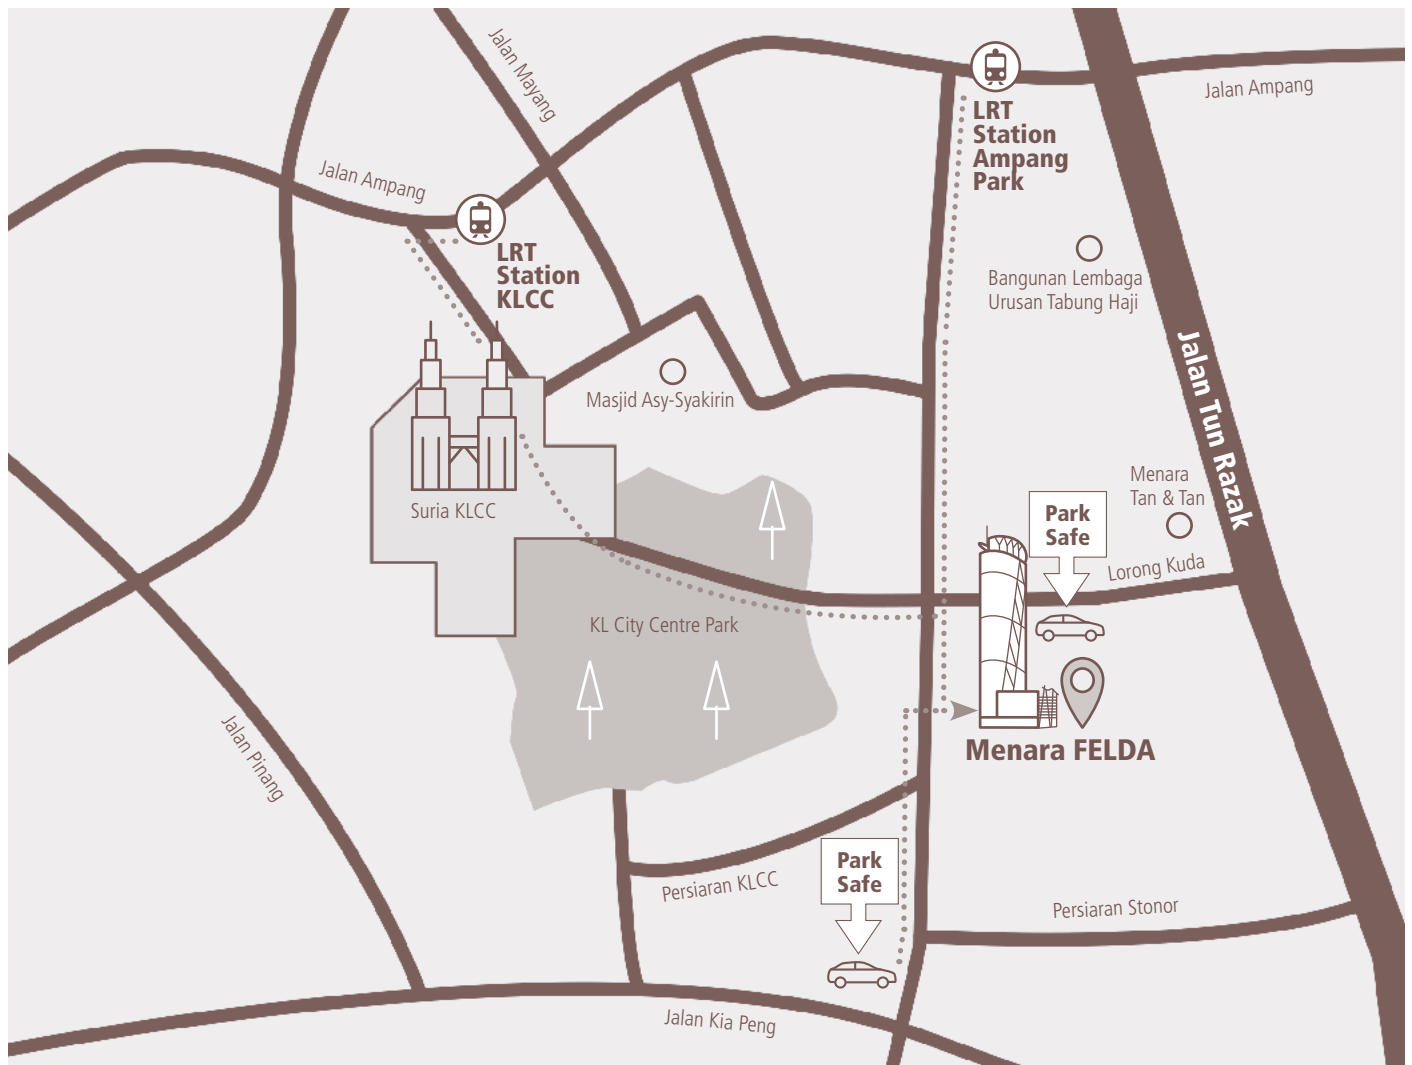 Jalan Mayang
Jalan Ampang
LRT
Station
Ampang
Park
Jalan Ampang
LRT
Station
KLCC
Bangunan Lembaga
Urusan Tabung Haji
Jalan Tun Razak
Masjid Asy-Syakirin
Menara
Tan & Tan
Suria KLCC
Park
Safe
Lorong Kuda
KL City Centre Park
Jalan Pinang
Menara FELDA
Park
Safe
Persiaran KLCC
Persiaran Stonor
Jalan Kia Peng